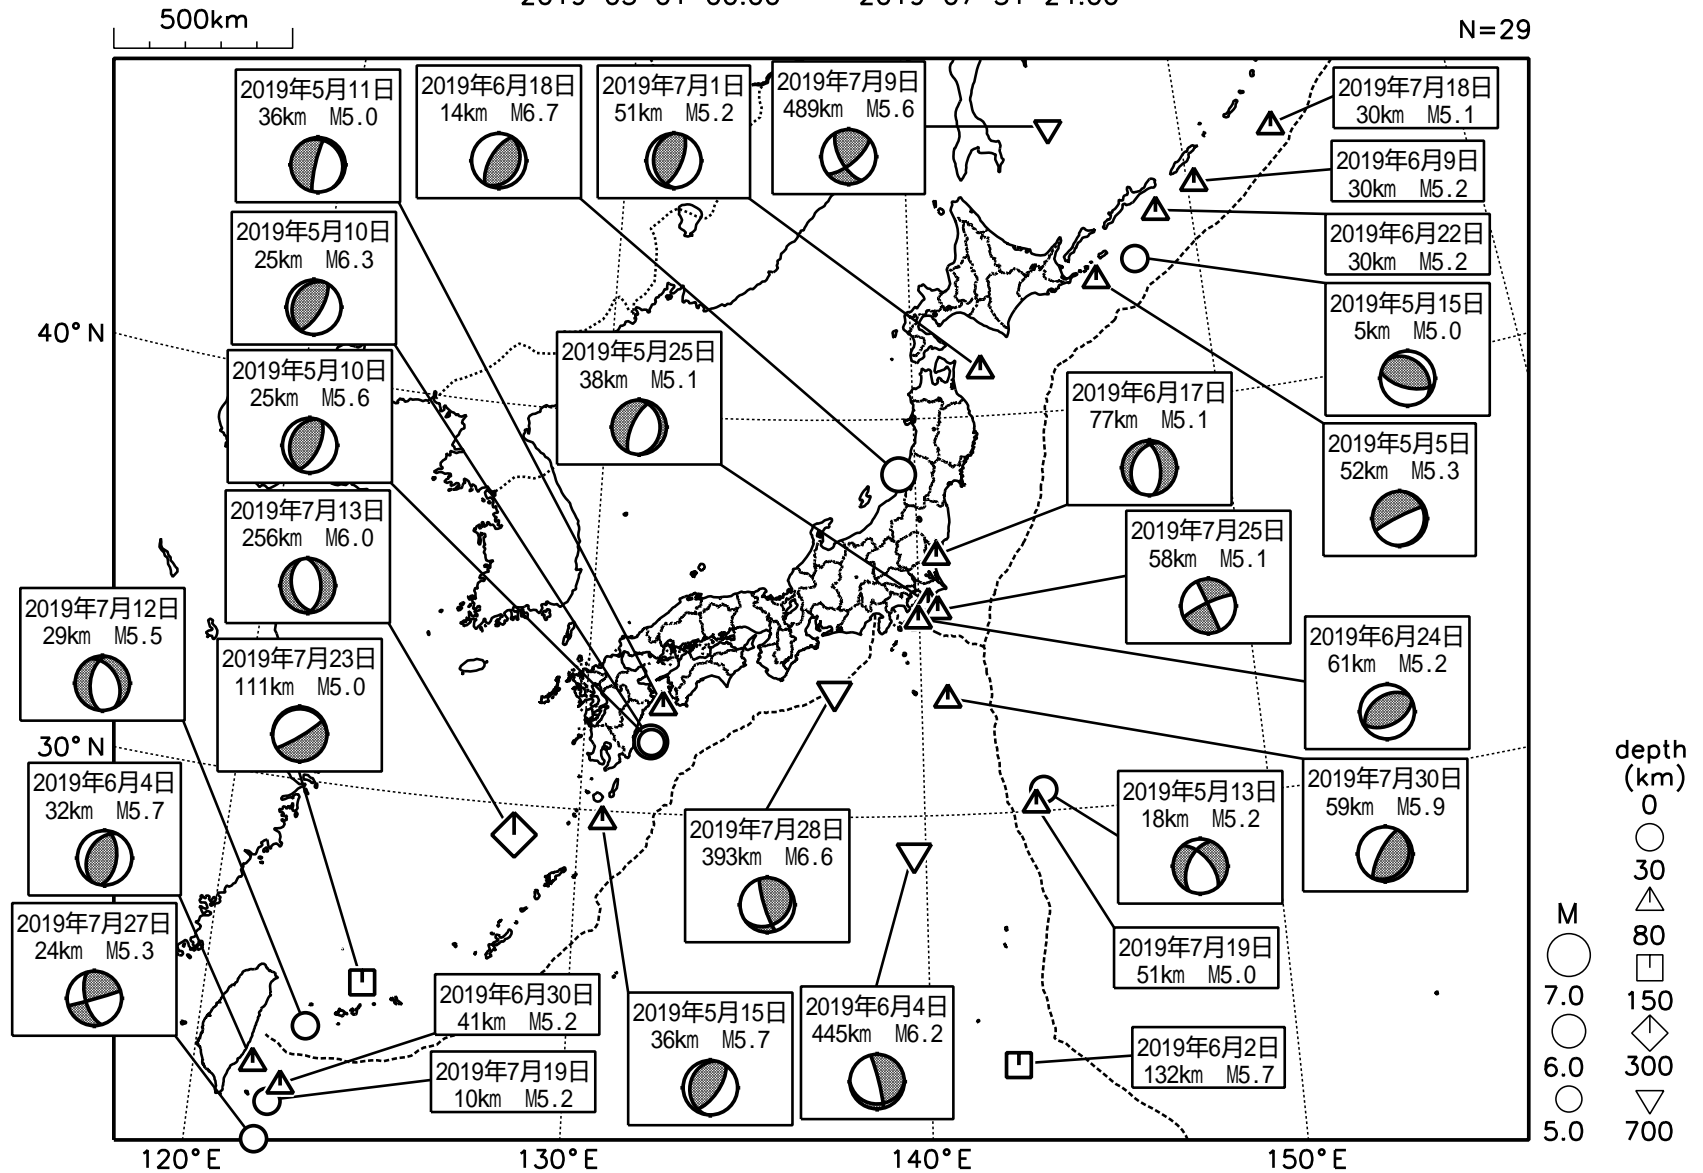 500km
N=29
2019年5月11日
36km M5.0
2019年6月18日
14km M6.7
2019年7月1日
51km M5.2
2019年7月9日
489km M5.6
2019年7月18日
30km M5.1
2019年6月9日
30km M5.2
2019年5月10日
25km M6.3
2019年6月22日
30km M5.2
2019年5月15日
5km M5.0
40°N
2019年5月10日
25km M5.6
2019年5月25日
38km M5.1
2019年6月17日
77km M5.1
2019年5月5日
52km M5.3
2019年7月13日
256km M6.0
2019年7月25日
58km M5.1
2019年7月12日
29km M5.5
2019年7月23日
111km M5.0
2019年6月24日
61km M5.2
30°N
2019年6月4日
32km M5.7
2019年7月28日
393km M6.6
2019年5月13日
18km M5.2
2019年7月30日
59km M5.9
2019年7月27日
24km M5.3
2019年7月19日
51km M5.0
2019年6月30日
41km M5.2
2019年5月15日
36km M5.7
2019年6月4日
445km M6.2
2019年6月2日
132km M5.7
2019年7月19日
10km M5.2
120°E
130°E
140°E
150°E
M
7.0
6.0
5.0
depth
(km)
0
30
80
150
300
700